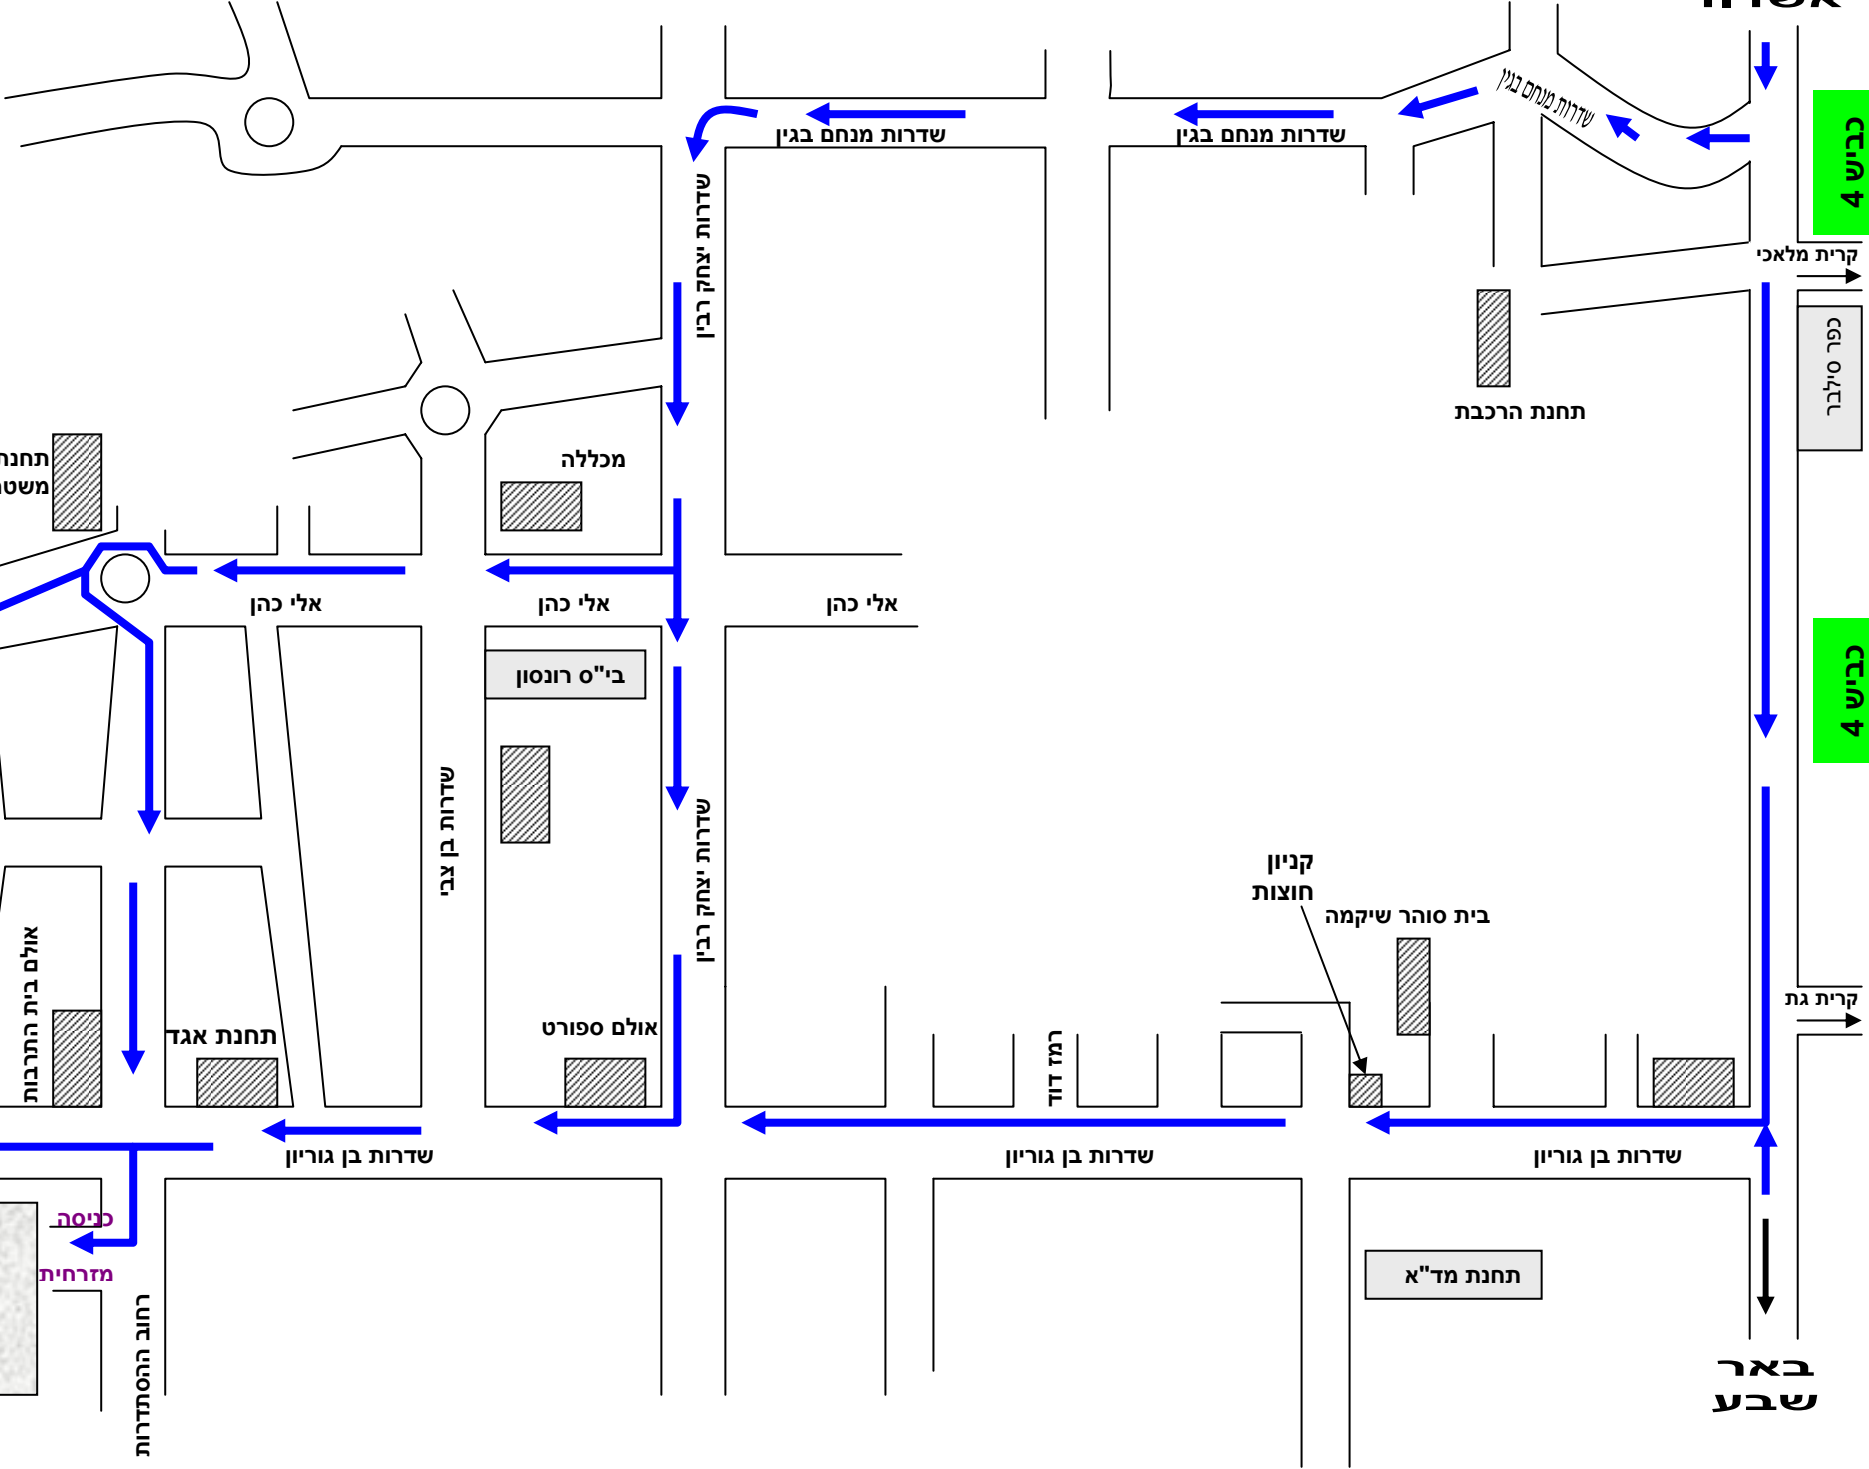 שדרות מנחם בגין
שדרות מנחם בגין
שדרות מנחם בגין
כביש 4
קרית מלאכי
כפר סילבר
שדרות יצחק רבין
תחנת הרכבת
מכללה
תחנת
אלי כהן
אלי כהן
אלי כהן
בי"ס רונסון
כביש 4
שדרות בן צבי
שדרות יצחק רבין
קניון
חוצות
בית סוהר שיקמה
קרית גת
אולם בית התרבות
תחנת אגד
אולם ספורט
רמז דוד
שדרות בן גוריון
שדרות בן גוריון
שדרות בן גוריון
כניסה
מזרחית
רחוב ההסתדרות
תחנת מד"א
באר
שבע